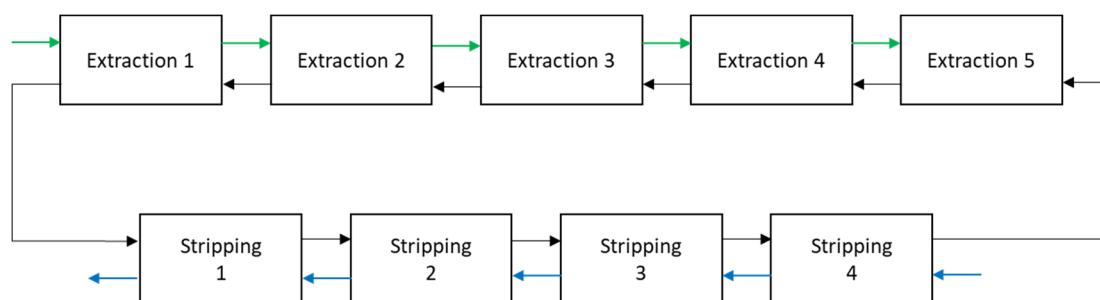 Extraction 1
Extraction 2
Extraction 3
Extraction 4
Extraction 5
Stripping
1
Stripping
2
Stripping
3
Stripping
4